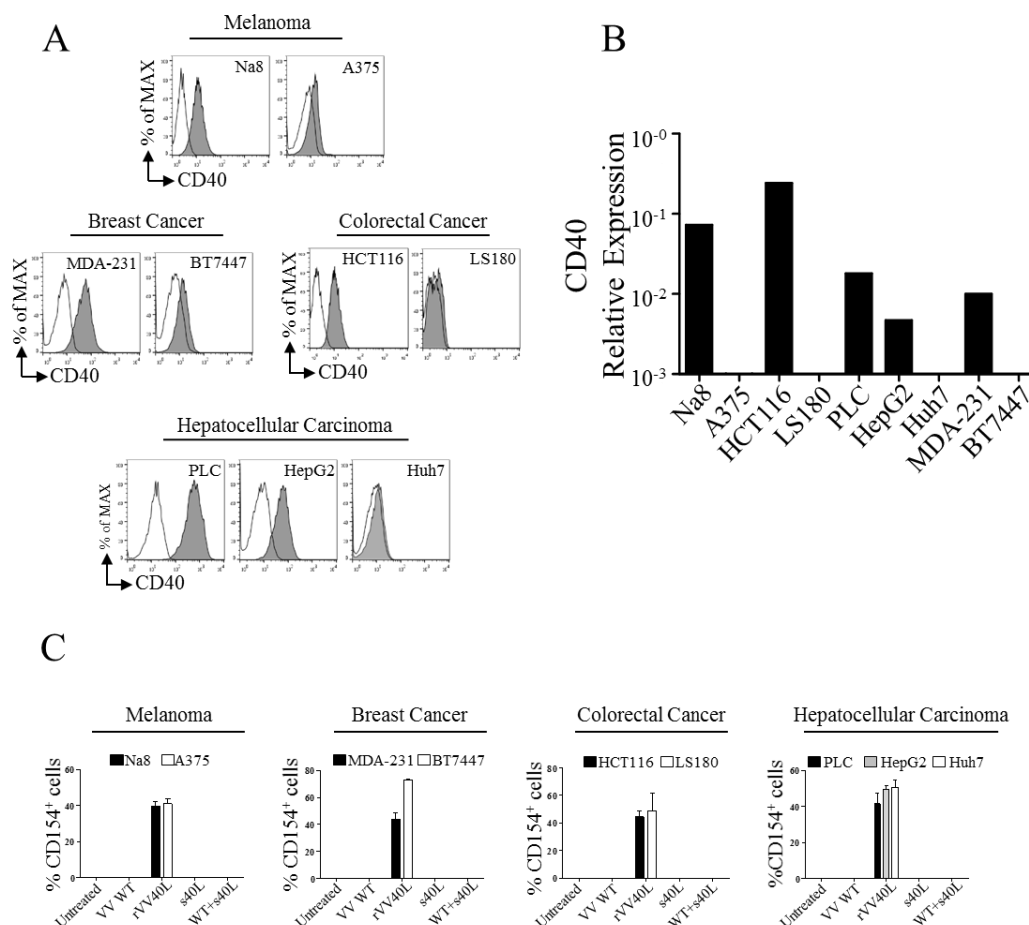 A
Melanoma
Na8
A375
% of MAX
CD40
Breast Cancer
Colorectal Cancer
MDA-231
BT7447
HCT116
LS180
% of MAX
CD40
CD40
Hepatocellular Carcinoma
PLC
HepG2
Huh7
% of MAX
CD40
B
CD40
Relative Expression
10-0
10-1
10-2
10-3
Na8
A375
HCT116
LS180
PLC
HepG2
Huh7
MDA-231
BT7447
C
Melanoma
Na8 A375
% CD154+ cells
60
40
20
0
Untreated
VV WT
rVV40L
s40L
WT+s40L
Breast Cancer
MDA-231 BT7447
% CD154+ cells
80
60
40
20
0
Untreated
VV WT
rVV40L
s40L
WT+s40L
Colorectal Cancer
HCT116 LS180
% CD154+ cells
80
60
40
20
0
Untreated
VV WT
rVV40L
s40L
WT+s40L
Hepatocellular Carcinoma
PLC HepG2 Huh7
%CD154+ cells
60
40
20
0
Untreated
VV WT
rVV40L
s40L
WT+s40L